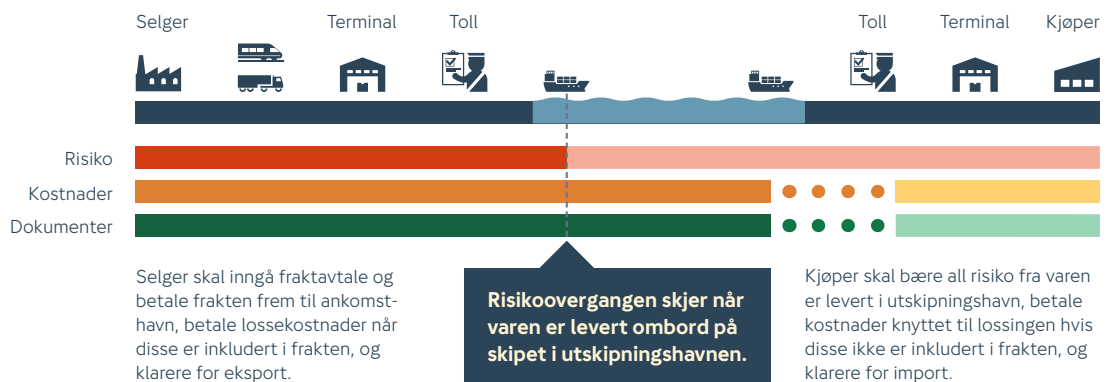 Selger
Terminal
Toll
Toll
Terminal
Kjøper
Risiko
Kostnader
Dokumenter
Selger skal inngå fraktavtale og
betale frakten frem til ankomst-
havn, betale lossekostnader når
disse er inkludert i frakten, og
klarere for eksport.
Risikoovergangen skjer når
varen er levert ombord på
skipet i utskipningshavnen.
Kjøper skal bære all risiko fra varen
er levert i utskipningshavn, betale
kostnader knyttet til lossingen hvis
disse ikke er inkludert i frakten, og
klarere for import.